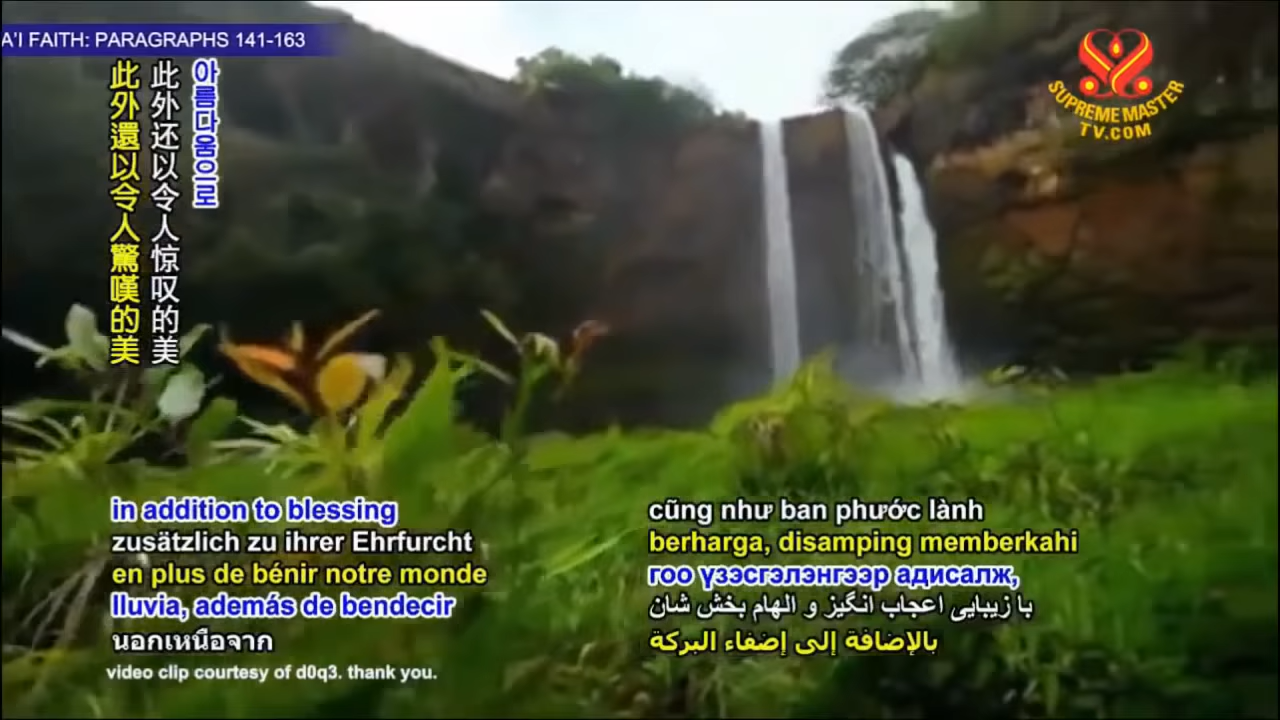 A'I FAITH: PARAGRAPHS 141-163
SUPREME MASTER
TV.COM
아름다움으로
此外还以令人惊叹的美
此外還以令人驚嘆的美
in addition to blessing
zusätzlich zu ihrer Ehrfurcht
en plus de bénir notre monde
lluvia, además de bendecir
นอกเหนือจาก
video clip courtesy of d0q3. thank you.
cũng như ban phước lành
berharga, disamping memberkahi
гоо үзэсгэлэнгээр адисалж,
با زیبایی اعجاب انگیز و الهام بخش شان
بالإضافة إلى إضفاء البركة